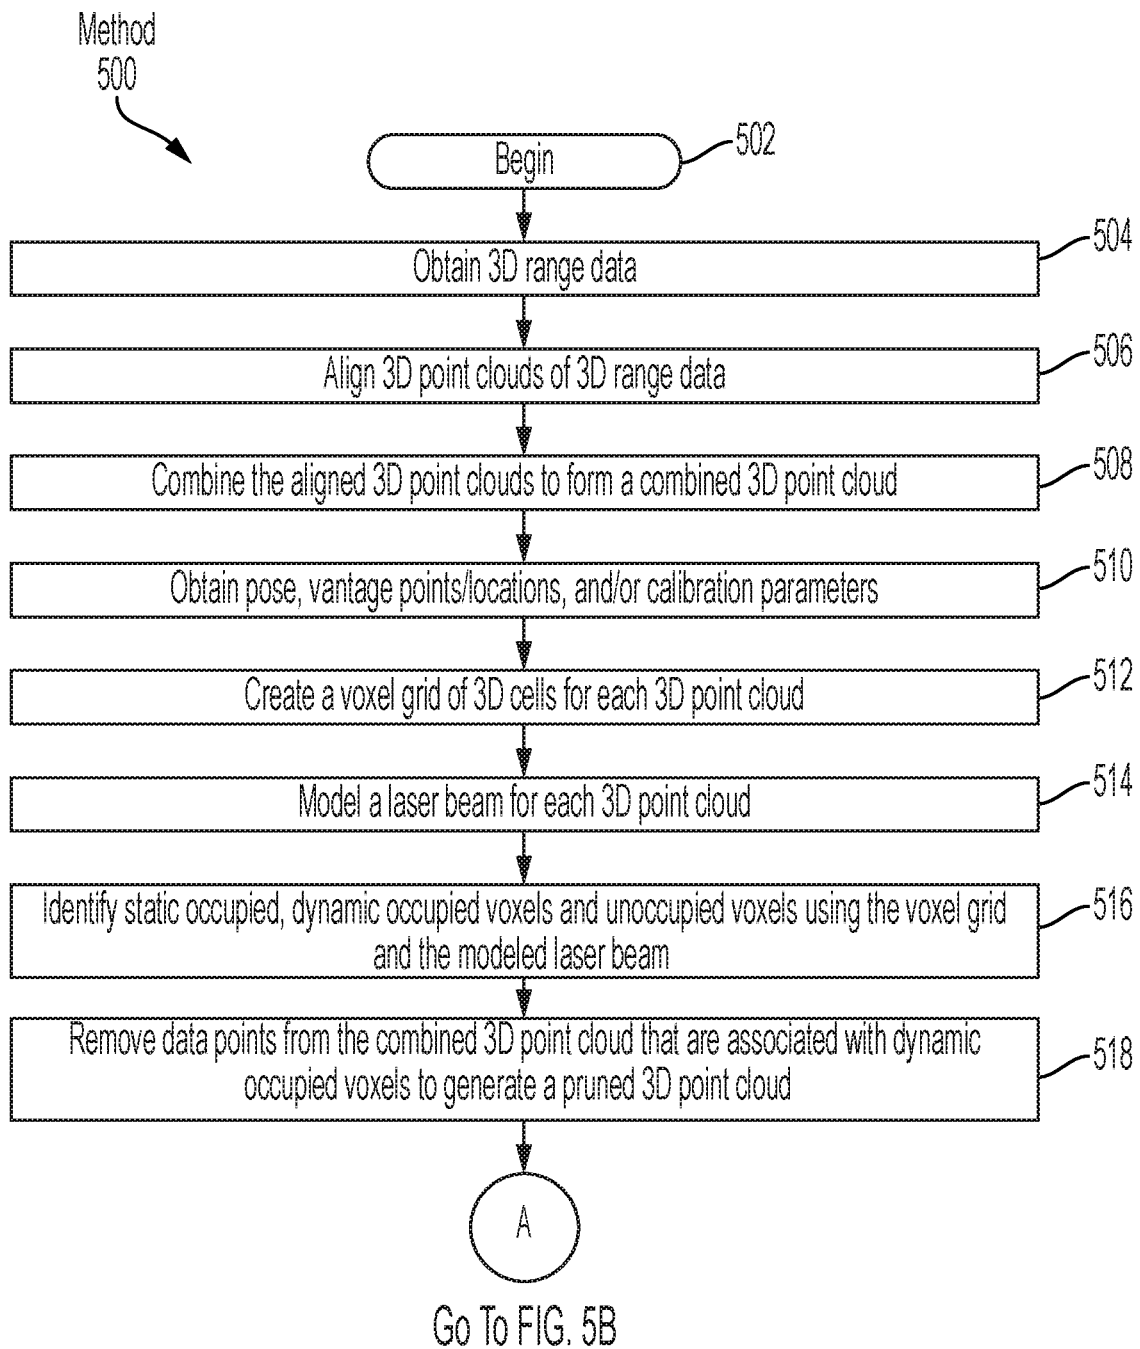 Method
500
Begin
502
Obtain 3D range data
504
Align 3D point clouds of 3D range data
506
Combine the aligned 3D point clouds to form a combined 3D point cloud
508
Obtain pose, vantage points/locations, and/or calibration parameters
510
Create a voxel grid of 3D cells for each 3D point cloud
512
Model a laser beam for each 3D point cloud
514
Identify static occupied, dynamic occupied voxels and unoccupied voxels using the voxel grid
and the modeled laser beam
516
Remove data points from the combined 3D point cloud that are associated with dynamic
occupied voxels to generate a pruned 3D point cloud
518
A
Go To FIG. 5B